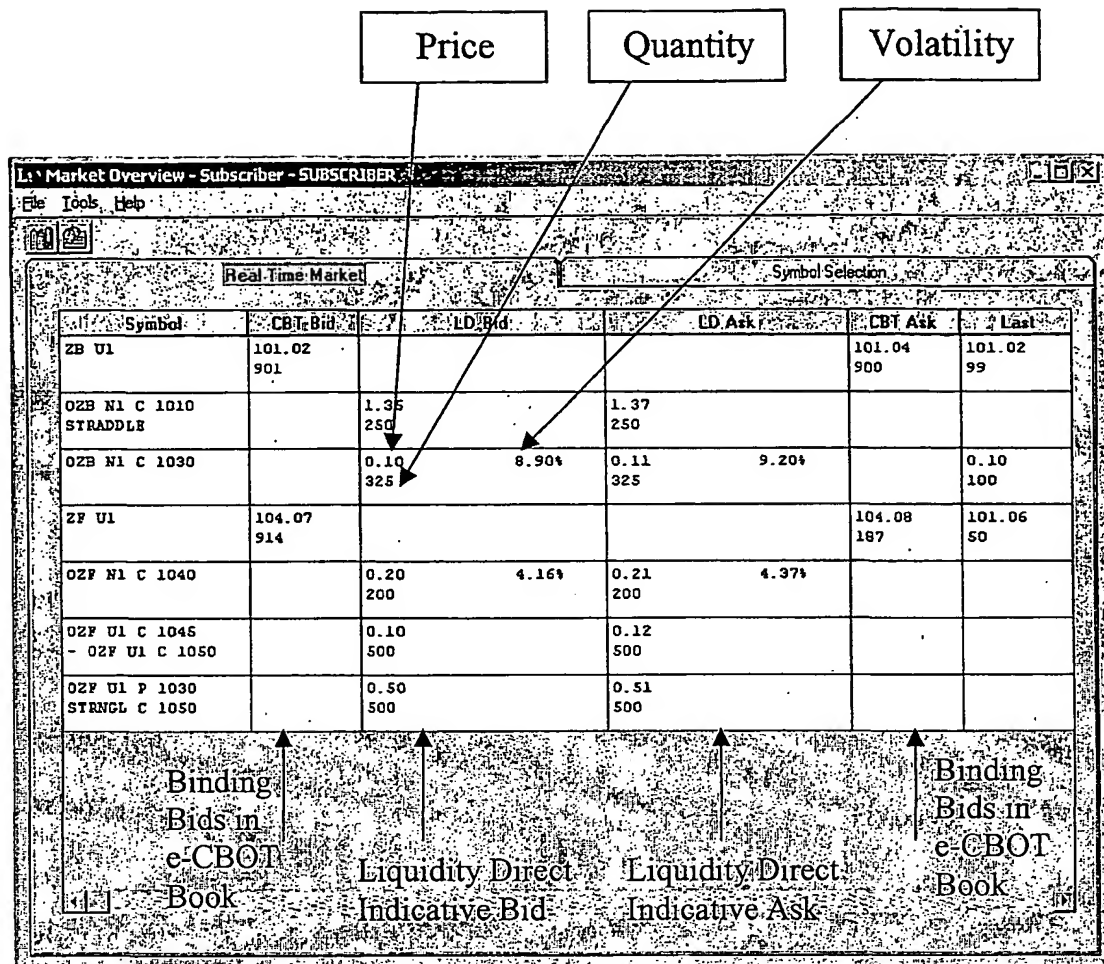 Price Quantity Volatility
Market Overview - Subscriber - SUBSCRIBER
File Tools Help
Real-Time Market Symbol Selection
Symbol CBT Bid LD Bid LD Ask CBT Ask Last
ZB U1 101.02 101.04 101.02
901 900 99
OZB N1 C 1010 1.35 1.37
STRADDLE 250 250
OZB N1 C 1030 0.10 8.90% 0.11 9.20% 0.10
325 325 100
ZF U1 104.07 104.08 101.06
914 187 50
OZF N1 C 1040 0.20 4.16% 0.21 4.37%
200 200
OZF U1 C 1045 0.10 0.12
- OZF U1 C 1050 500 500
OZF U1 P 1030 0.50 0.51
STRNGL C 1050 500 500
Binding
Bids in
e-CBOT
Book
Liquidity Direct
Indicative Bid
Liquidity Direct
Indicative Ask
Binding
Bids in
e-CBOT
Book